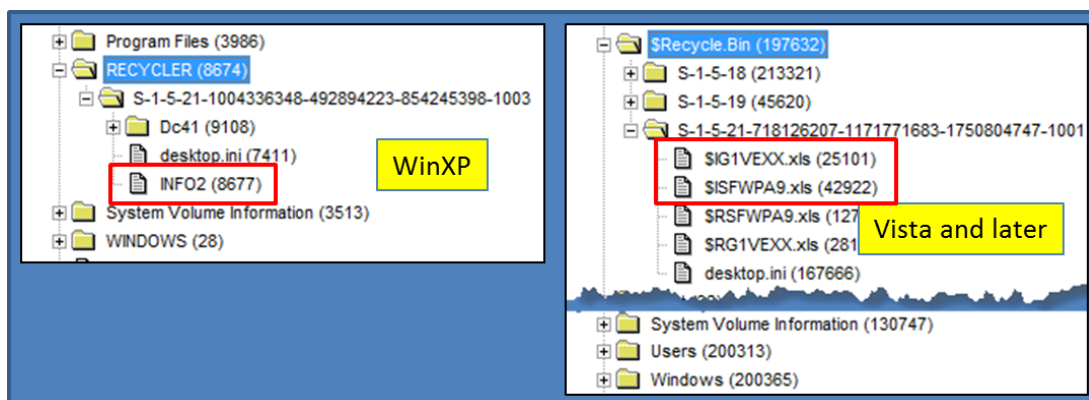 Program Files (3986)
RECYCLER (8674)
S-1-5-21-1004336348-492894223-854245398-1003
Dc41 (9108)
desktop.ini (7411)
INFO2 (8677)
System Volume Information (3513)
WINDOWS (28)
WinXP
$Recycle.Bin (197632)
S-1-5-18 (213321)
S-1-5-19 (45620)
S-1-5-21-718126207-1171771683-1750804747-1001
$IG1VEXX.xls (25101)
$ISFWPA9.xls (42922)
$RSFWPA9.xls (127
$RG1VEXX.xls (281
desktop.ini (167666)
Vista and later
System Volume Information (130747)
Users (200313)
Windows (200365)